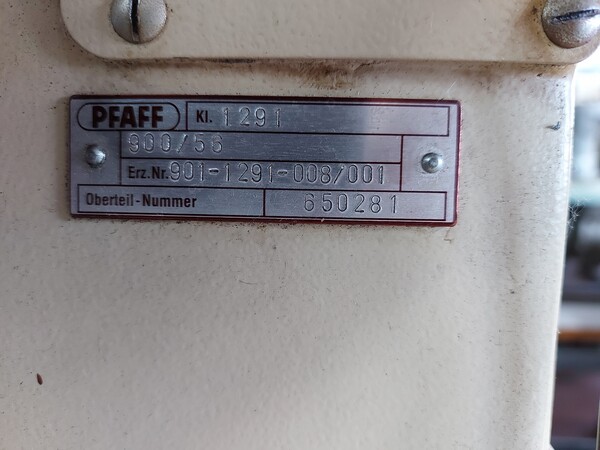 PFAFF Kl. 1291
900/56
Erz.Nr. 901-1291-008/001
Oberteil-Nummer 650281